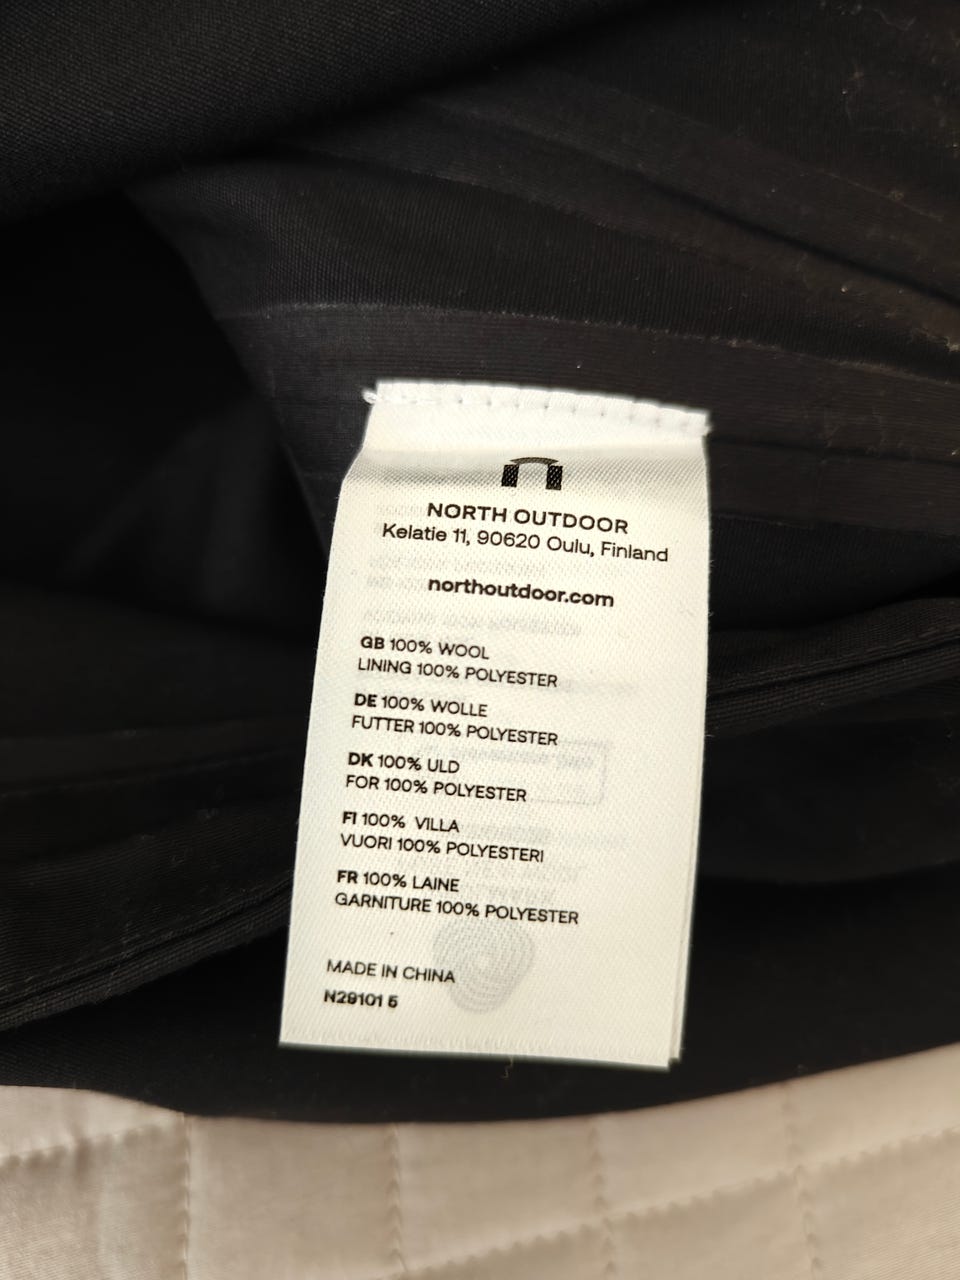 NORTH OUTDOOR
Kelatie 11, 90620 Oulu, Finland
northoutdoor.com
GB 100% WOOL
LINING 100% POLYESTER
DE 100% WOLLE
FUTTER 100% POLYESTER
DK 100% ULD
FOR 100% POLYESTER
FI 100% VILLA
VUORI 100% POLYESTERI
FR 100% LAINE
GARNITURE 100% POLYESTER
MADE IN CHINA
N29101 5